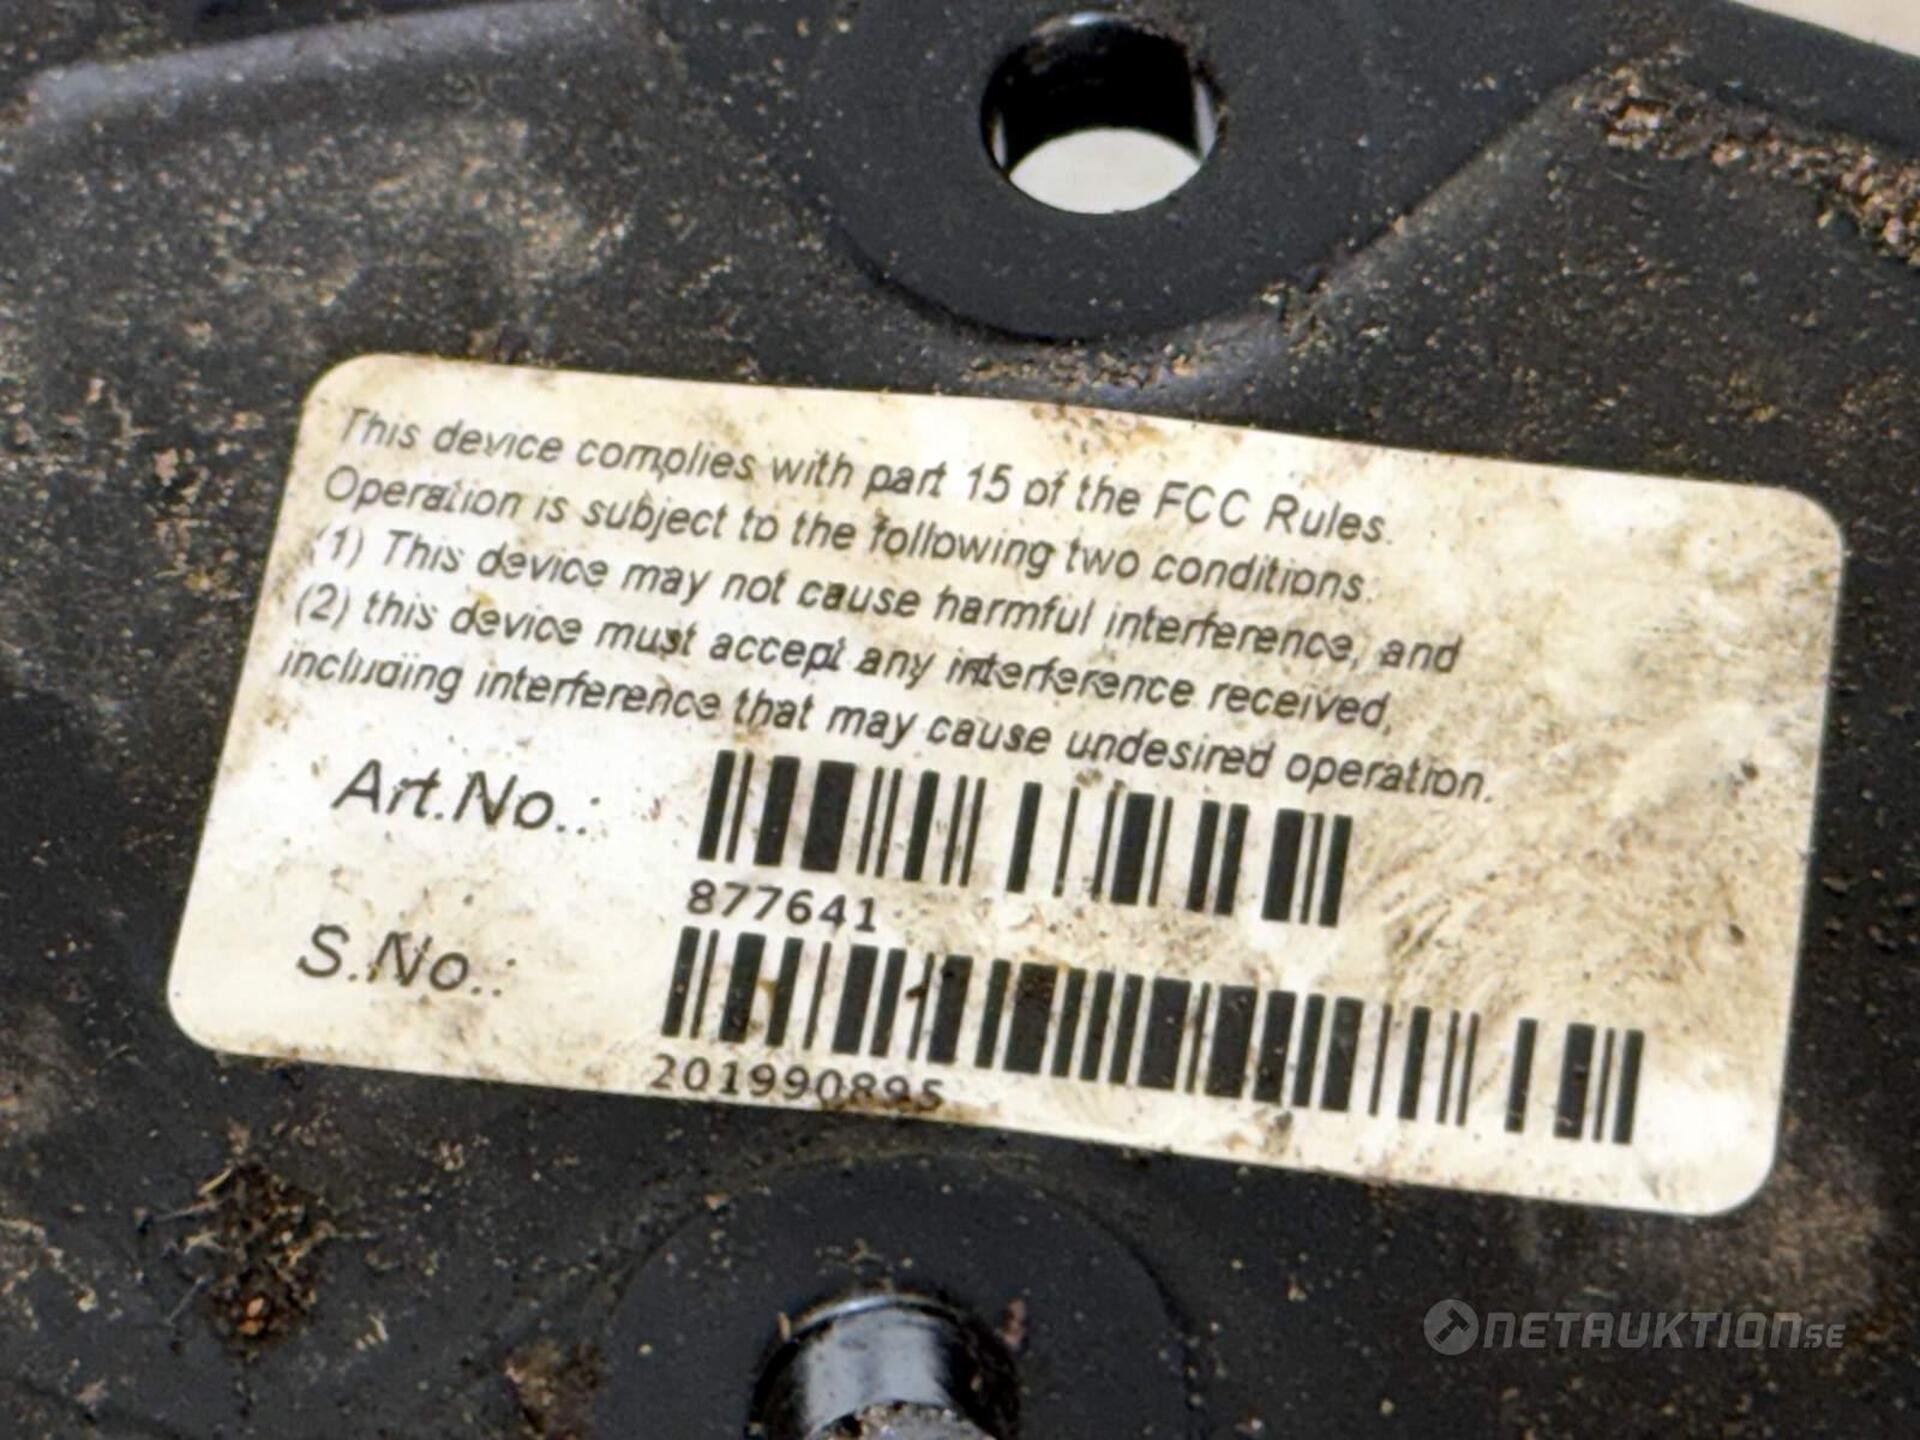 This device complies with part 15 of the FCC Rules.
Operation is subject to the following two conditions:
(1) This device may not cause harmful interference, and
(2) this device must accept any interference received,
including interference that may cause undesired operation.
Art.No.:
877641
S.No.:
201990895
NETAUKTION.SE